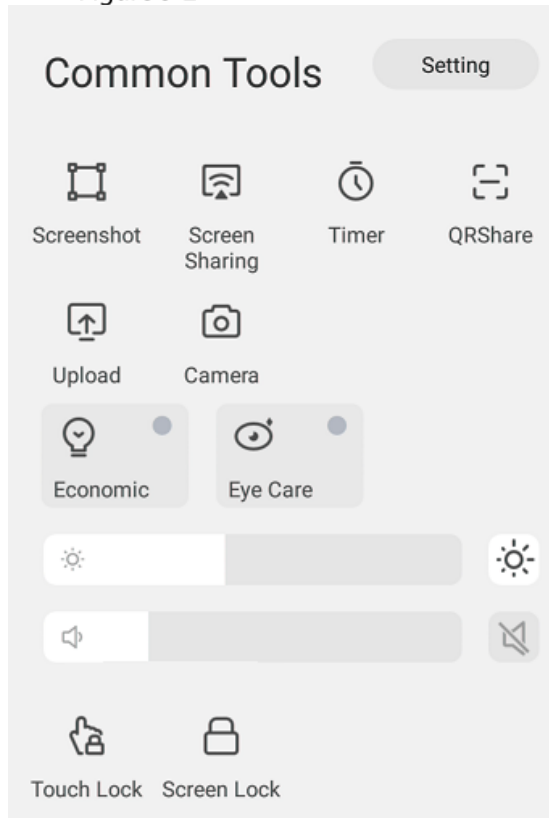 Common Tools
Setting
Screenshot
Screen
Sharing
Timer
QRShare
Upload
Camera
Economic
Eye Care
Touch Lock
Screen Lock